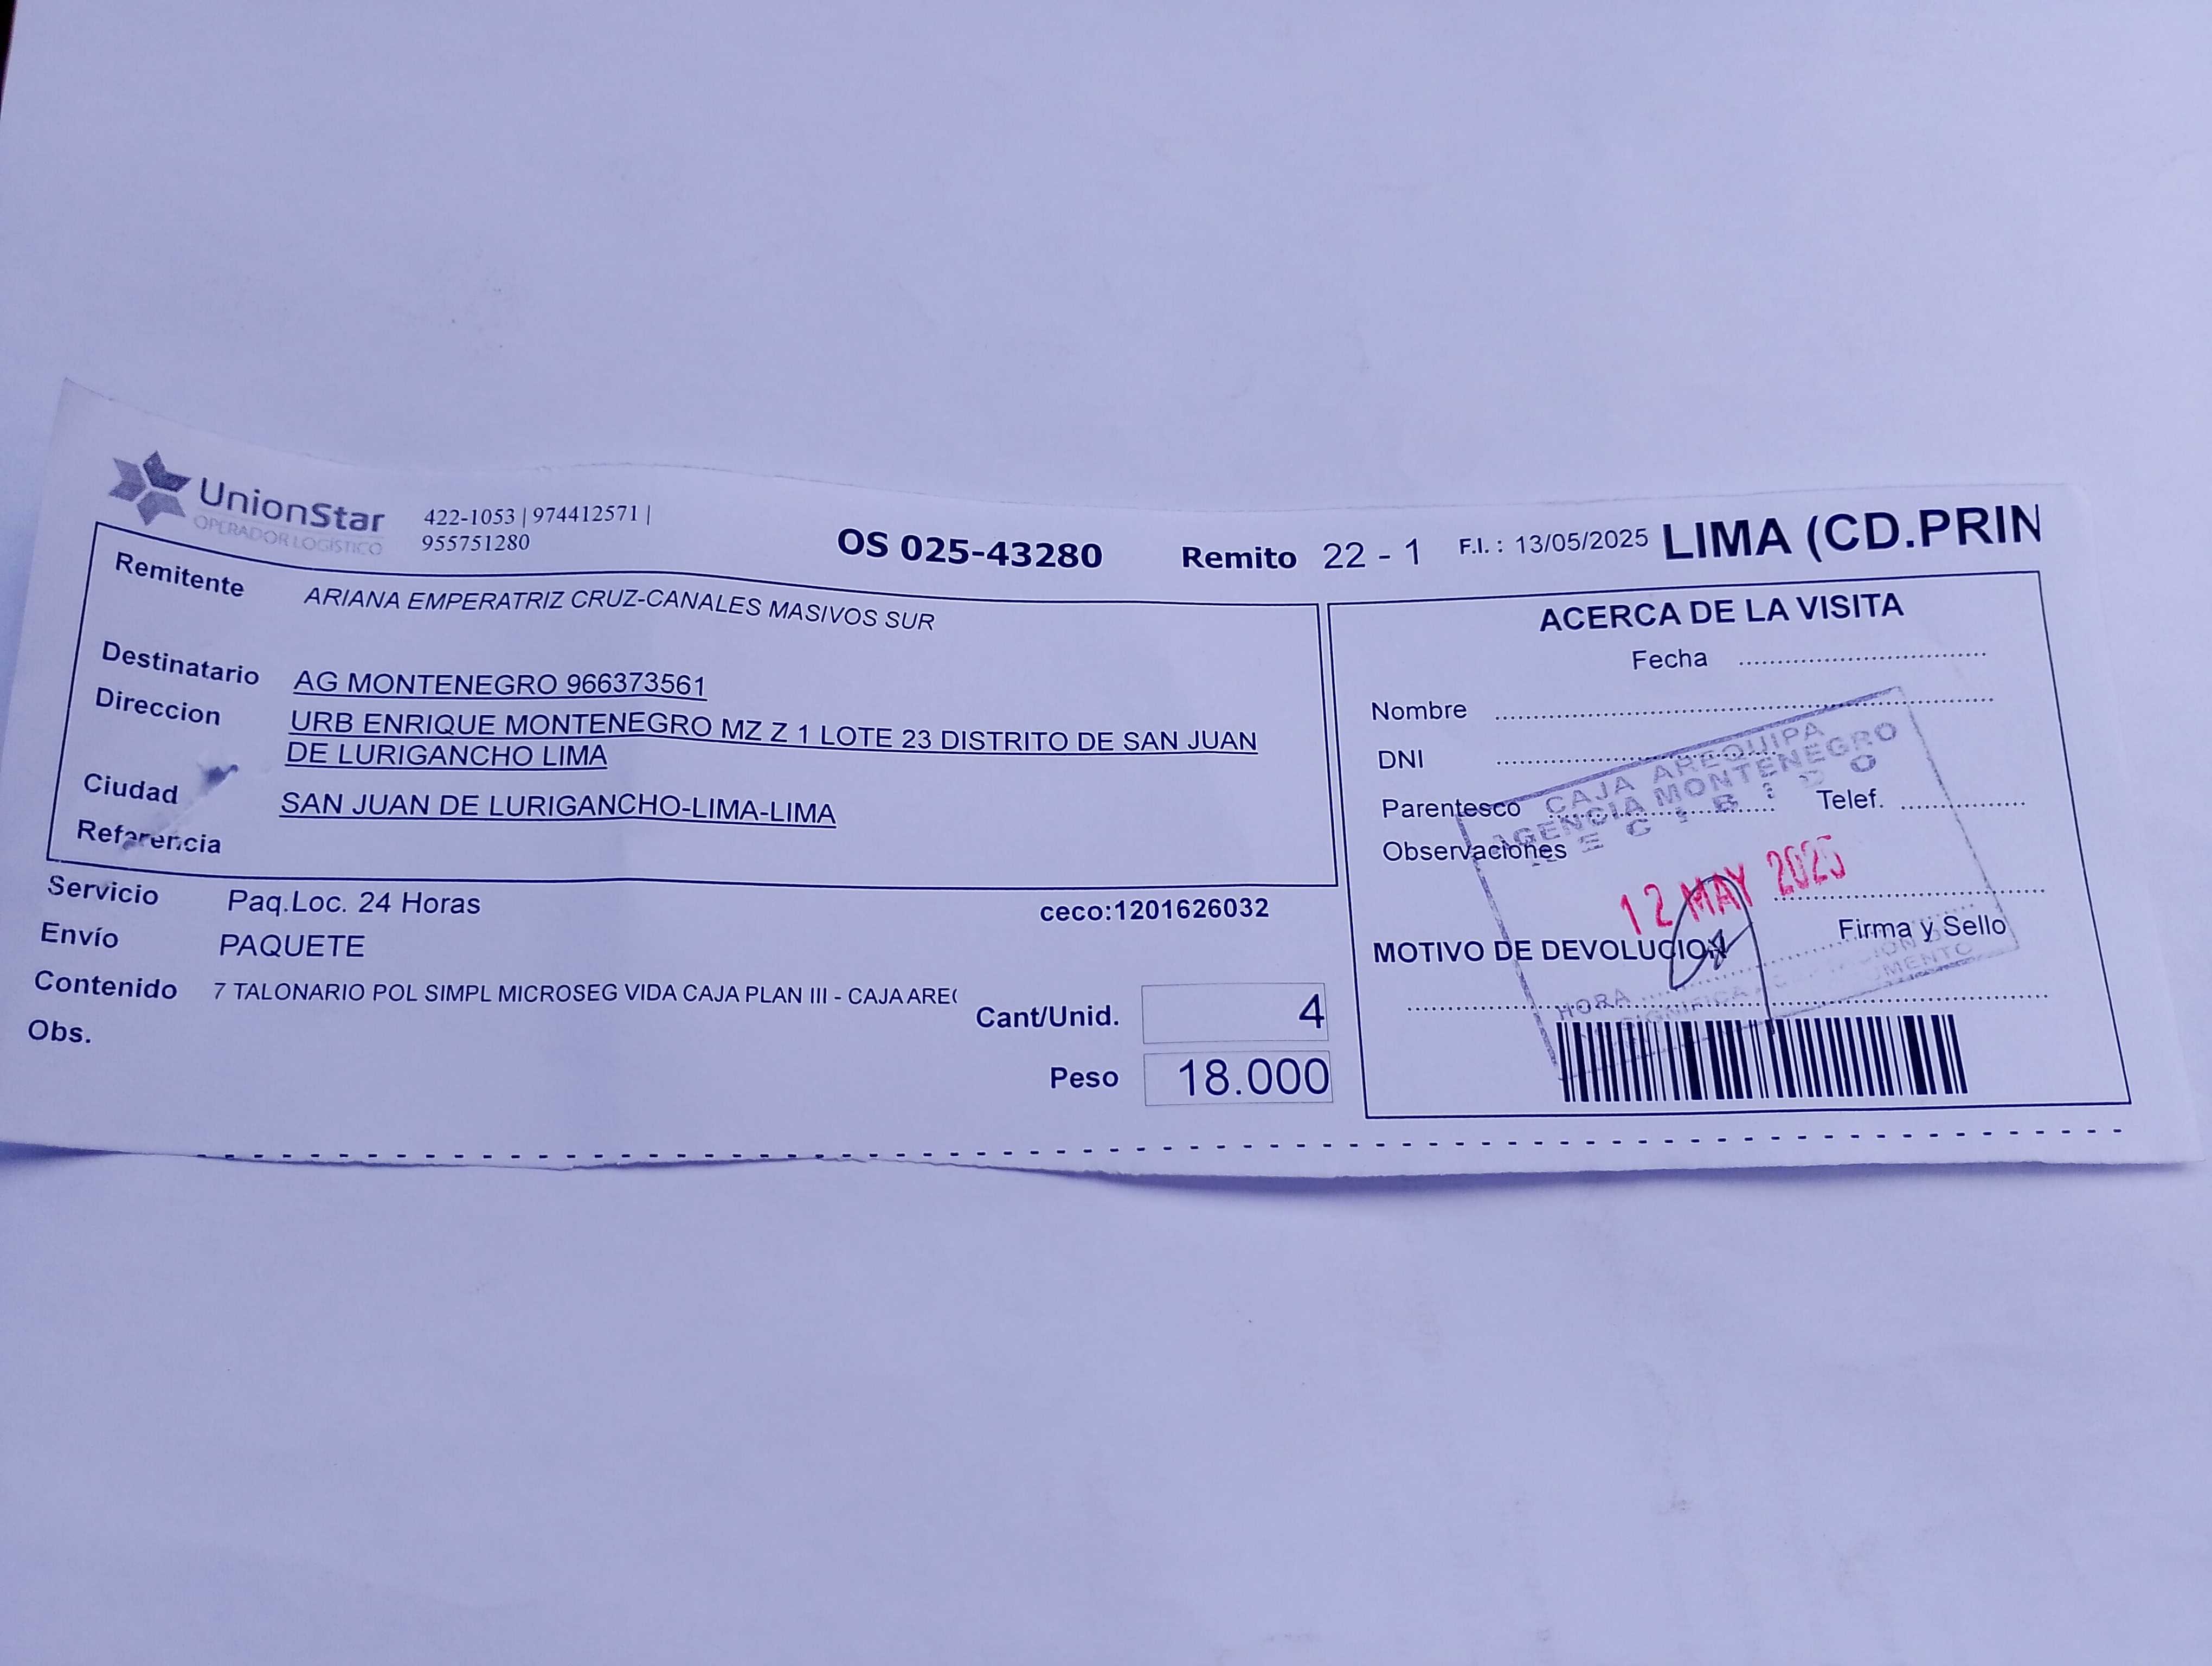 UnionStar
OPERADOR LOGÍSTICO
422-1053 | 974412571 |
955751280
OS 025-43280 Remito 22 - 1 F.I. : 13/05/2025 LIMA (CD.PRIN
Remitente ARIANA EMPERATRIZ CRUZ-CANALES MASIVOS SUR
Destinatario AG MONTENEGRO 966373561
Direccion URB ENRIQUE MONTENEGRO MZ Z 1 LOTE 23 DISTRITO DE SAN JUAN
DE LURIGANCHO LIMA
Ciudad SAN JUAN DE LURIGANCHO-LIMA-LIMA
Referencia
Servicio Paq.Loc. 24 Horas ceco:1201626032
Envío PAQUETE
Contenido 7 TALONARIO POL SIMPL MICROSEG VIDA CAJA PLAN III - CAJA ARE
Cant/Unid. 4
Obs.
Peso 18.000
ACERCA DE LA VISITA
Fecha
Nombre
DNI
Parentesco Telef.
Observaciones
Firma y Sello
MOTIVO DE DEVOLUCION
CAJA AREQUIPA
AGENCIA MONTENEGRO
12 MAY 2025
HORA